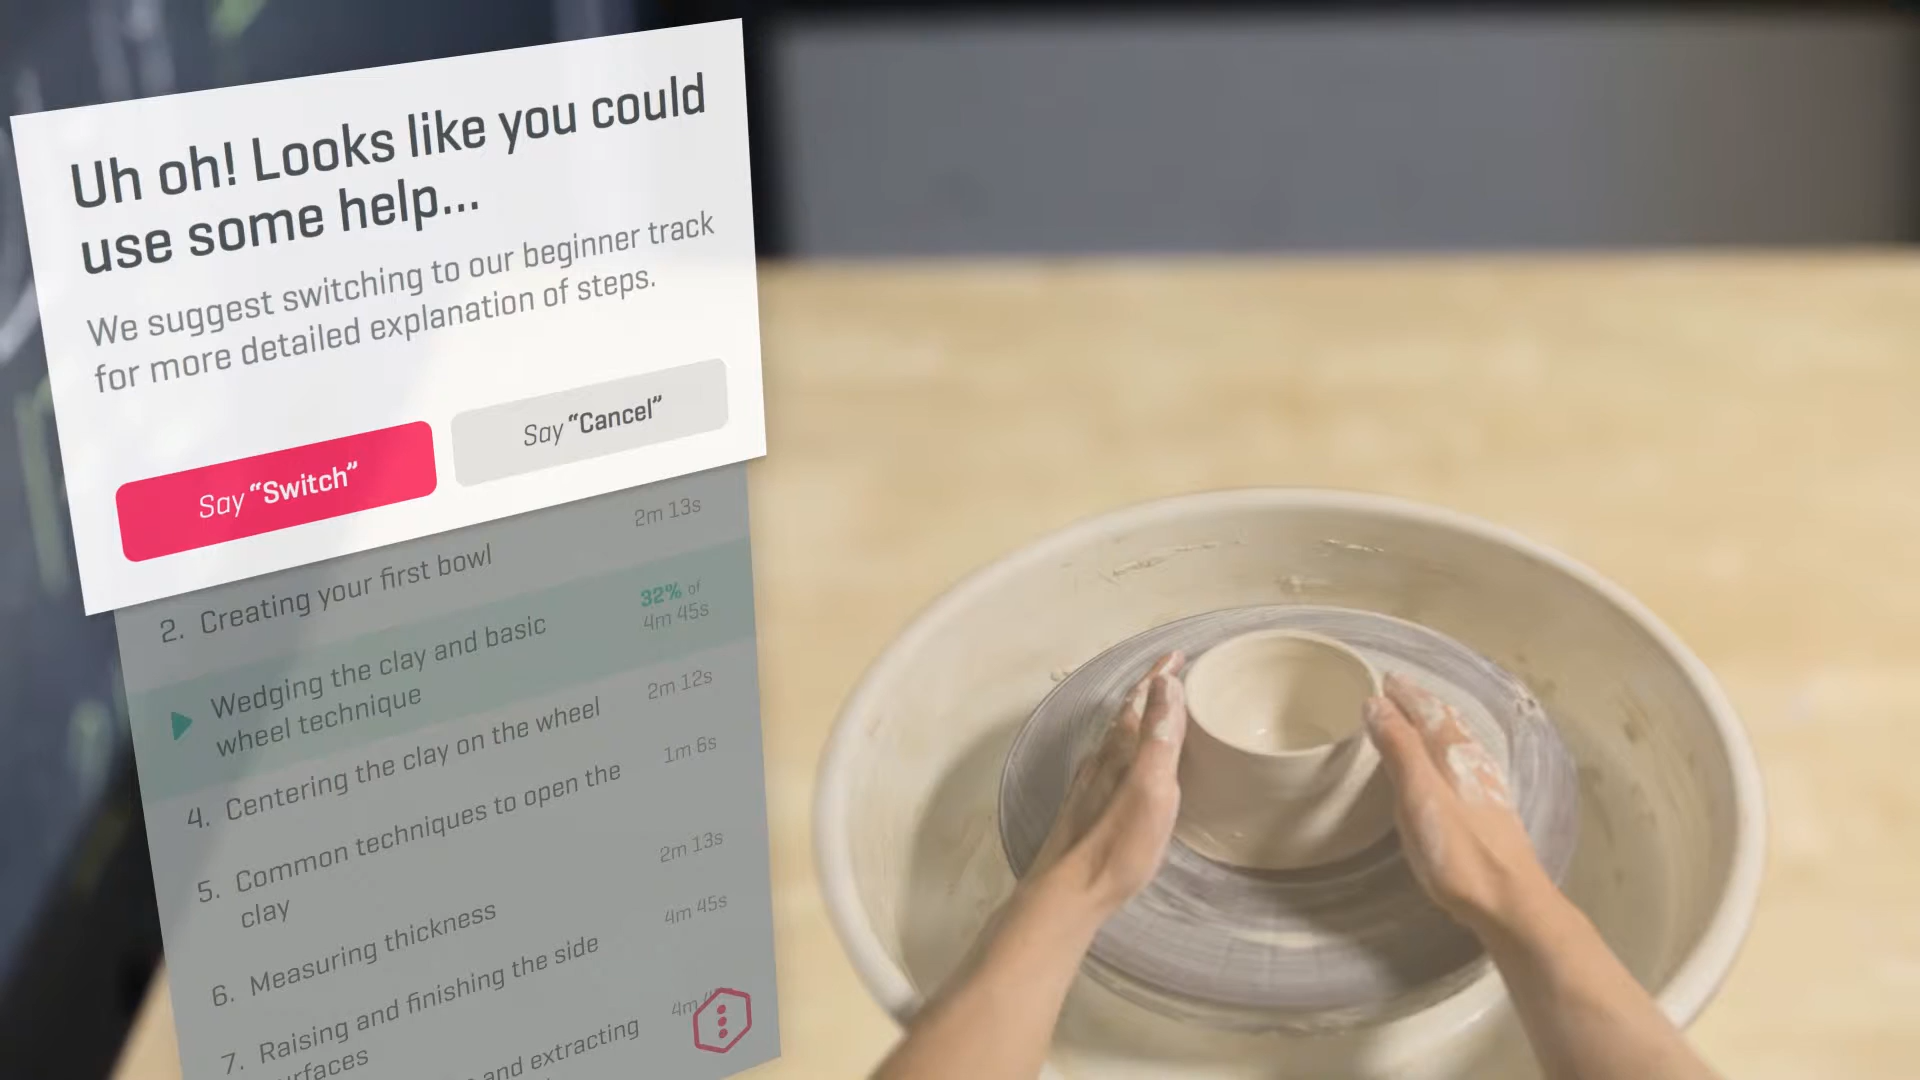 Uh oh! Looks like you could
use some help...
We suggest switching to our beginner track
for more detailed explanation of steps.
Say “Switch”
Say “Cancel”
2m 13s
2. Creating your first bowl
32% of
4m 45s
Wedging the clay and basic
wheel technique
2m 12s
4. Centering the clay on the wheel
1m 6s
5. Common techniques to open the
clay
2m 13s
6. Measuring thickness
4m 45s
7. Raising and finishing the side
4m
and extracting